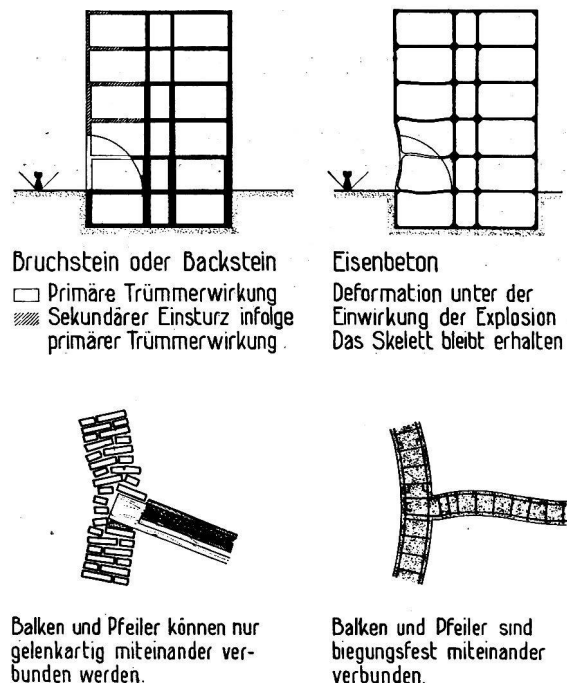 Bruchstein oder Backstein
Primäre Trümmerwirkung
Sekundärer Einsturz infolge
primärer Trümmerwirkung.
Eisenbeton
Deformation unter der
Einwirkung der Explosion
Das Skelett bleibt erhalten
Balken und Pfeiler können nur
gelenkartig miteinander ver-
bunden werden.
Balken und Pfeiler sind
biegungsfest miteinander
verbunden.